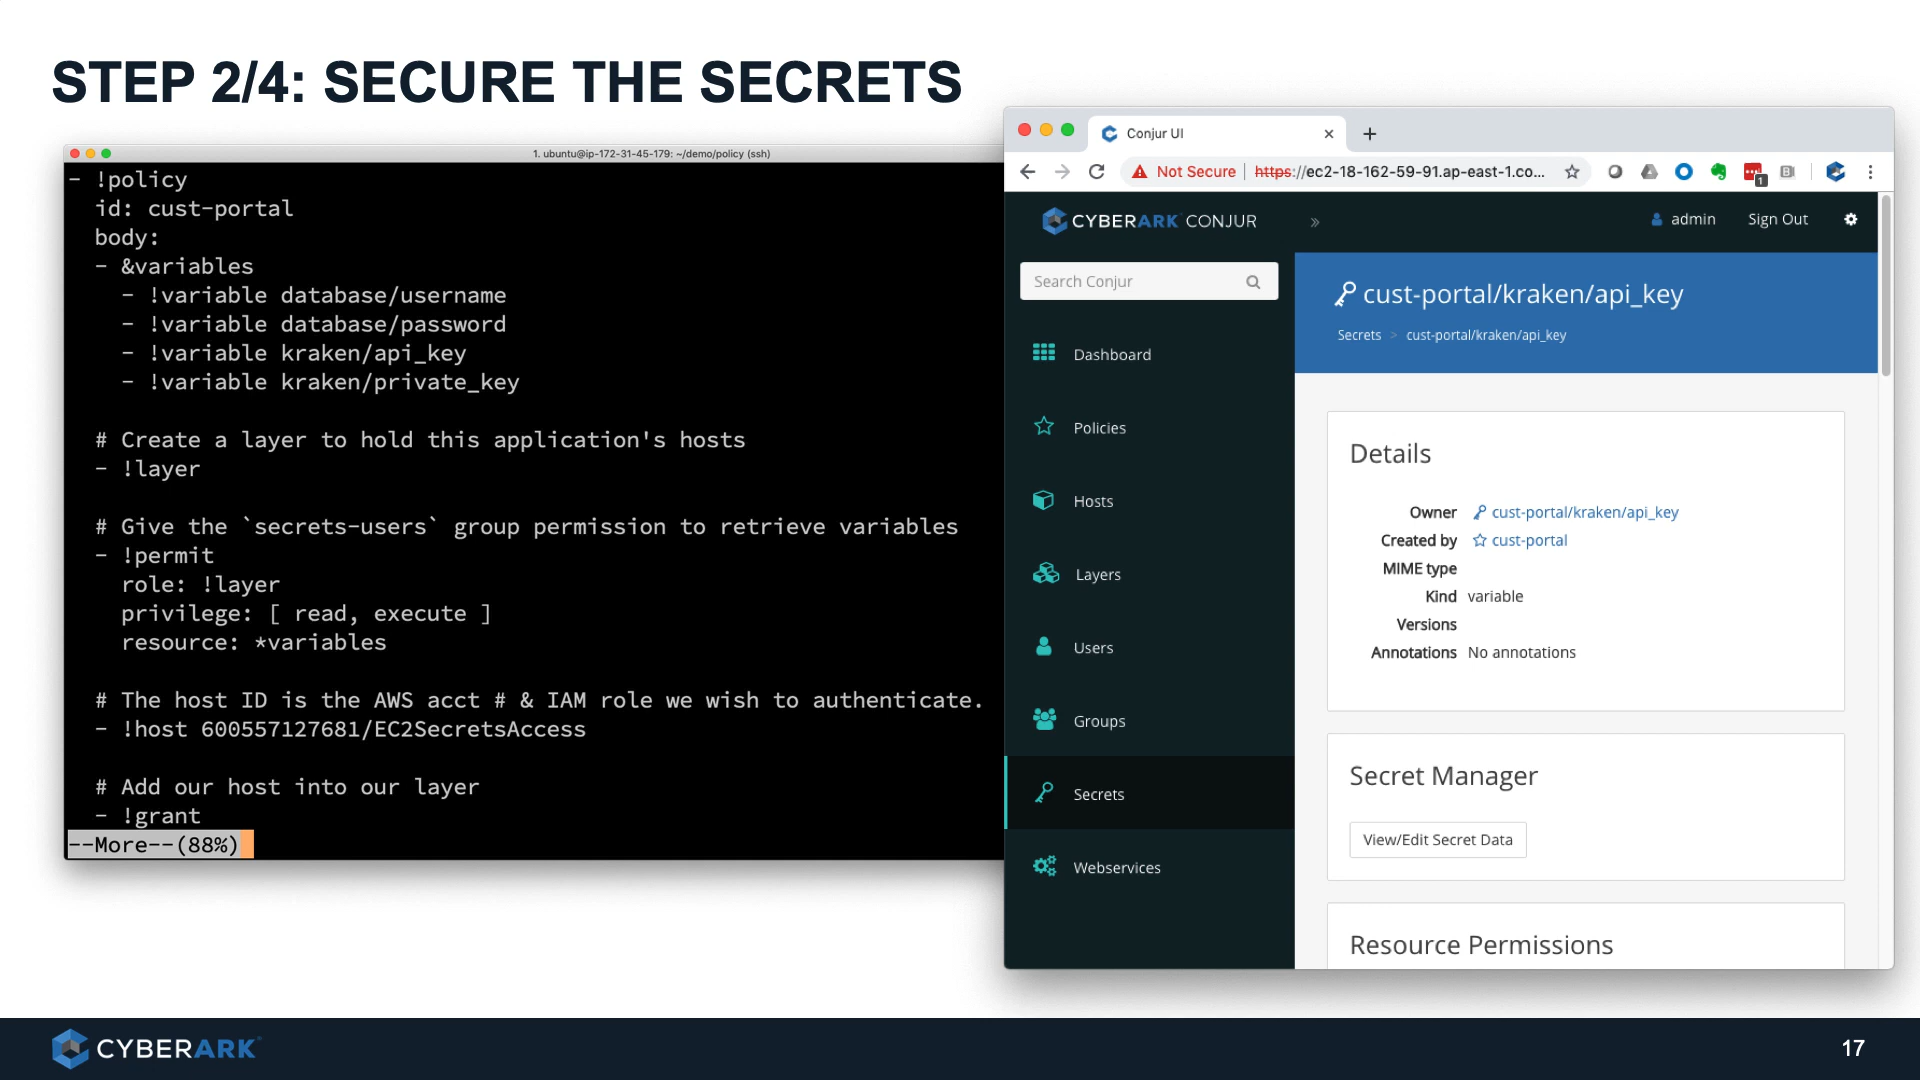 STEP 2/4: SECURE THE SECRETS
1. ubuntu@ip-172-31-45-179: ~/demo/policy (ssh)
- !policy
id: cust-portal
body:
- &variables
- !variable database/username
- !variable database/password
- !variable kraken/api_key
- !variable kraken/private_key
# Create a layer to hold this application's hosts
- !layer
# Give the `secrets-users` group permission to retrieve variables
- !permit
role: !layer
privilege: [ read, execute ]
resource: *variables
# The host ID is the AWS acct # & IAM role we wish to authenticate.
- !host 600557127681/EC2SecretsAccess
# Add our host into our layer
- !grant
--More--(88%)
Conjur UI
Not Secure | https://ec2-18-162-59-91.ap-east-1.co...
1
CYBERARK CONJUR »
admin Sign Out
Search Conjur
Dashboard
Policies
Hosts
Layers
Users
Groups
Secrets
Webservices
cust-portal/kraken/api_key
Secrets > cust-portal/kraken/api_key
Details
Owner cust-portal/kraken/api_key
Created by cust-portal
MIME type
Kind variable
Versions
Annotations No annotations
Secret Manager
View/Edit Secret Data
Resource Permissions
CYBERARK
17